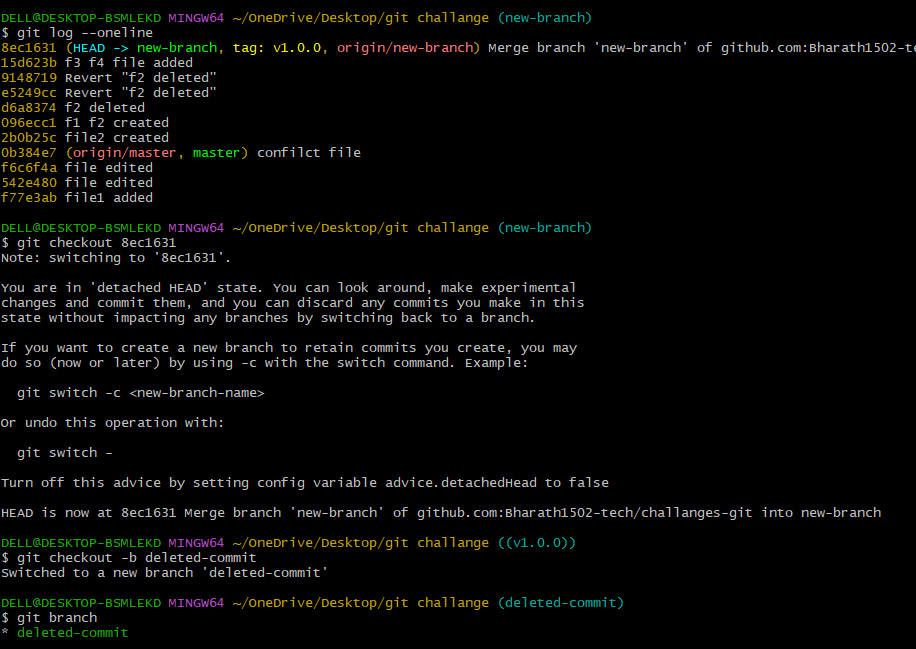 DELL@DESKTOP-BSMLEKD MINGW64 ~/OneDrive/Desktop/git challange (new-branch)
$ git log --oneline
8ec1631 (HEAD -> new-branch, tag: v1.0.0, origin/new-branch) Merge branch 'new-branch' of github.com:Bharath1502-te
15d623b f3 f4 file added
9148719 Revert "f2 deleted"
e5249cc Revert "f2 deleted"
d6a8374 f2 deleted
096ecc1 f1 f2 created
2b0b25c file2 created
0b384e7 (origin/master, master) confilct file
f6c6f4a file edited
542e480 file edited
f77e3ab file1 added
DELL@DESKTOP-BSMLEKD MINGW64 ~/OneDrive/Desktop/git challange (new-branch)
$ git checkout 8ec1631
Note: switching to '8ec1631'.
You are in 'detached HEAD' state. You can look around, make experimental
changes and commit them, and you can discard any commits you make in this
state without impacting any branches by switching back to a branch.
If you want to create a new branch to retain commits you create, you may
do so (now or later) by using -c with the switch command. Example:
git switch -c <new-branch-name>
Or undo this operation with:
git switch -
Turn off this advice by setting config variable advice.detachedHead to false
HEAD is now at 8ec1631 Merge branch 'new-branch' of github.com:Bharath1502-tech/challanges-git into new-branch
DELL@DESKTOP-BSMLEKD MINGW64 ~/OneDrive/Desktop/git challange ((v1.0.0))
$ git checkout -b deleted-commit
Switched to a new branch 'deleted-commit'
DELL@DESKTOP-BSMLEKD MINGW64 ~/OneDrive/Desktop/git challange (deleted-commit)
$ git branch
* deleted-commit